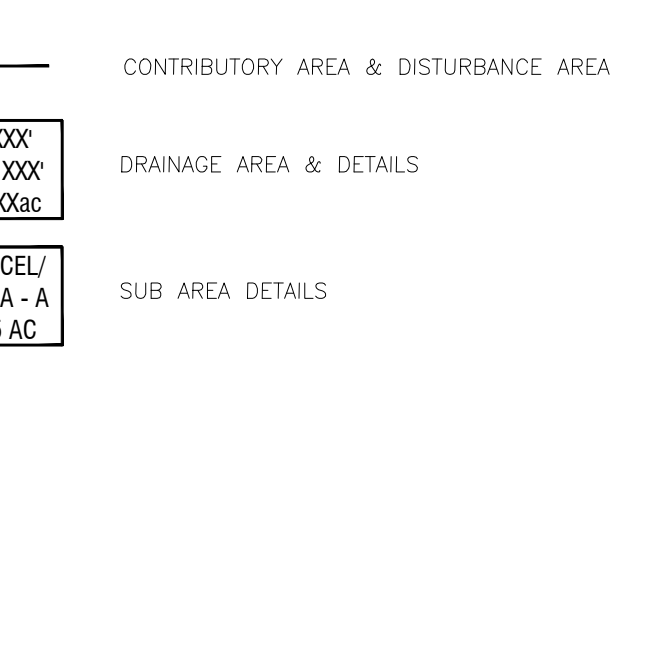 CONTRIBUTORY AREA & DISTURBANCE AREA
XX'
XXX'
Xac
DRAINAGE AREA & DETAILS
CEL/
A - A
AC
SUB AREA DETAILS